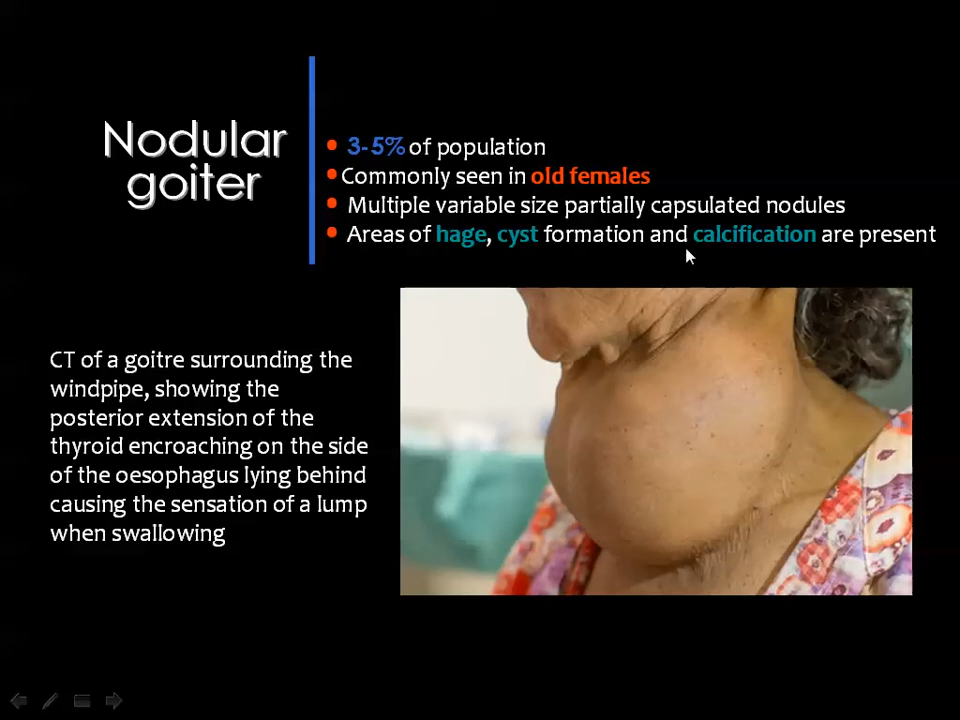 Nodular
goiter
• 3-5% of population
• Commonly seen in old females
• Multiple variable size partially capsulated nodules
• Areas of hage, cyst formation and calcification are present
CT of a goitre surrounding the
windpipe, showing the
posterior extension of the
thyroid encroaching on the side
of the oesophagus lying behind
causing the sensation of a lump
when swallowing